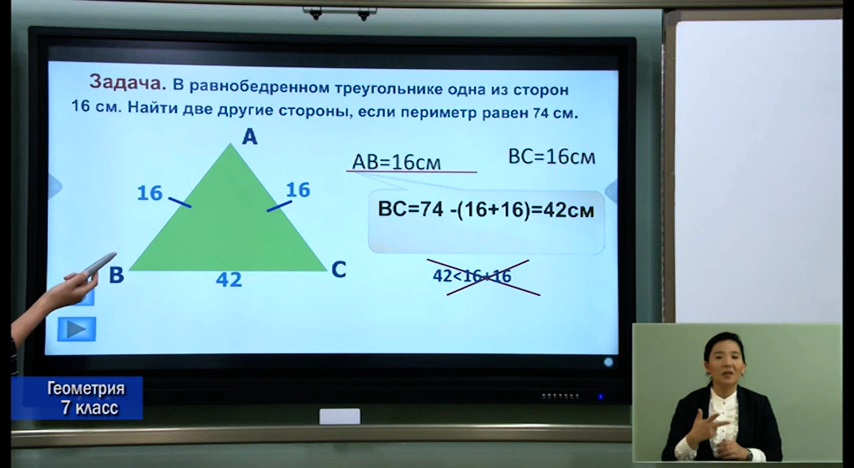 Задача. В равнобедренном треугольнике одна из сторон
16 см. Найти две другие стороны, если периметр равен 74 см.
A
AB=16см
BC=16см
16
16
BC=74 -(16+16)=42см
B
42
C
42<16+16
Геометрия
7 класс